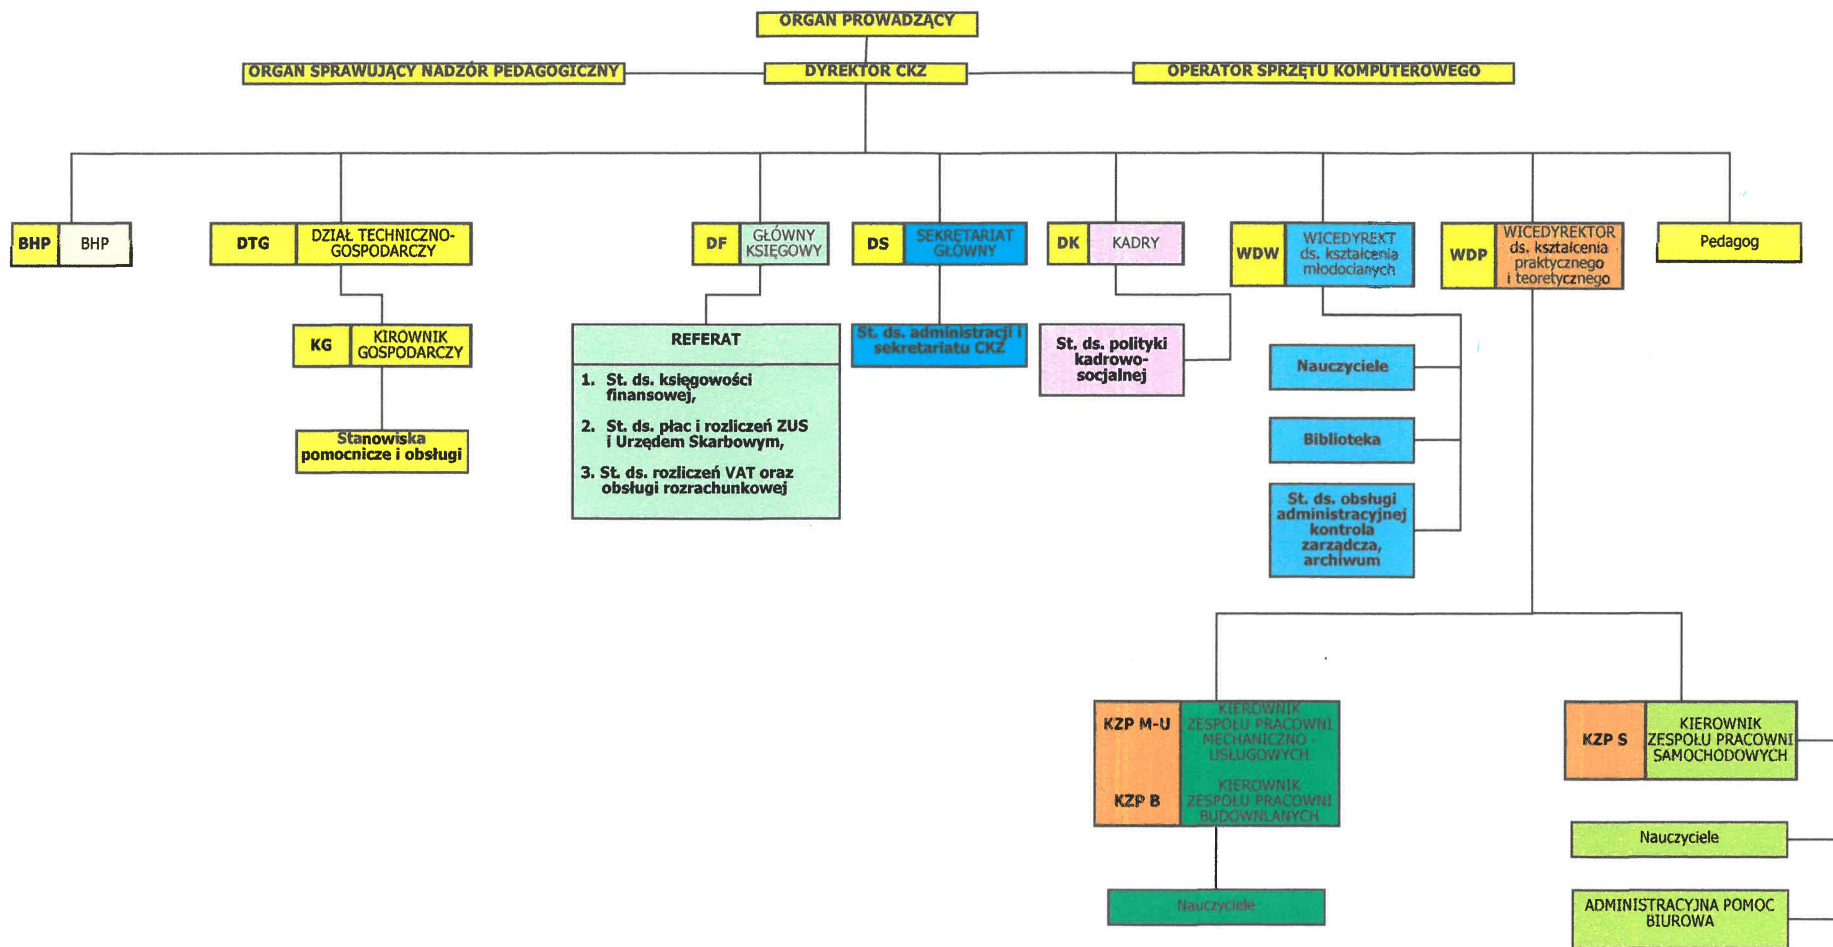 ORGAN PROWADZĄCY
ORGAN SPRAWUJĄCY NADZÓR PEDAGOGICZNY
DYREKTOR CKZ
OPERATOR SPRZĘTU KOMPUTEROWEGO
BHP
BHP
DTG
DZIAŁ TECHNICZNO-
GOSPODARCZY
DF
GŁÓWNY
KSIĘGOWY
DS
SEKRETARIAT
GŁÓWNY
DK
KADRY
WDW
WICEDYREKT
ds. kształcenia
młodocianych
WDP
WICEDYREKTOR
ds. kształcenia
praktycznego
i teoretycznego
Pedagog
KG
KIROWNIK
GOSPODARCZY
Stanowiska
pomocnicze i obsługi
REFERAT
1. St. ds. księgowości
finansowej,
2. St. ds. płac i rozliczeń ZUS
i Urzędem Skarbowym,
3. St. ds. rozliczeń VAT oraz
obsługi rozrachunkowej
St. ds. administracji i
sekretariatu CKZ
St. ds. polityki
kadrowo-
socjalnej
Nauczyciele
Biblioteka
St. ds. obsługi
administracyjnej
kontrola
zarządcza,
archiwum
KZP M-U
KIEROWNIK
ZESPOŁU PRACOWNI
MECHANICZNO -
USŁUGOWYCH
KZP B
KIEROWNIK
ZESPOŁU PRACOWNI
BUDOWNLANYCH
Nauczyciele
KZP S
KIEROWNIK
ZESPOŁU PRACOWNI
SAMOCHODOWYCH
Nauczyciele
ADMINISTRACYJNA POMOC
BIUROWA